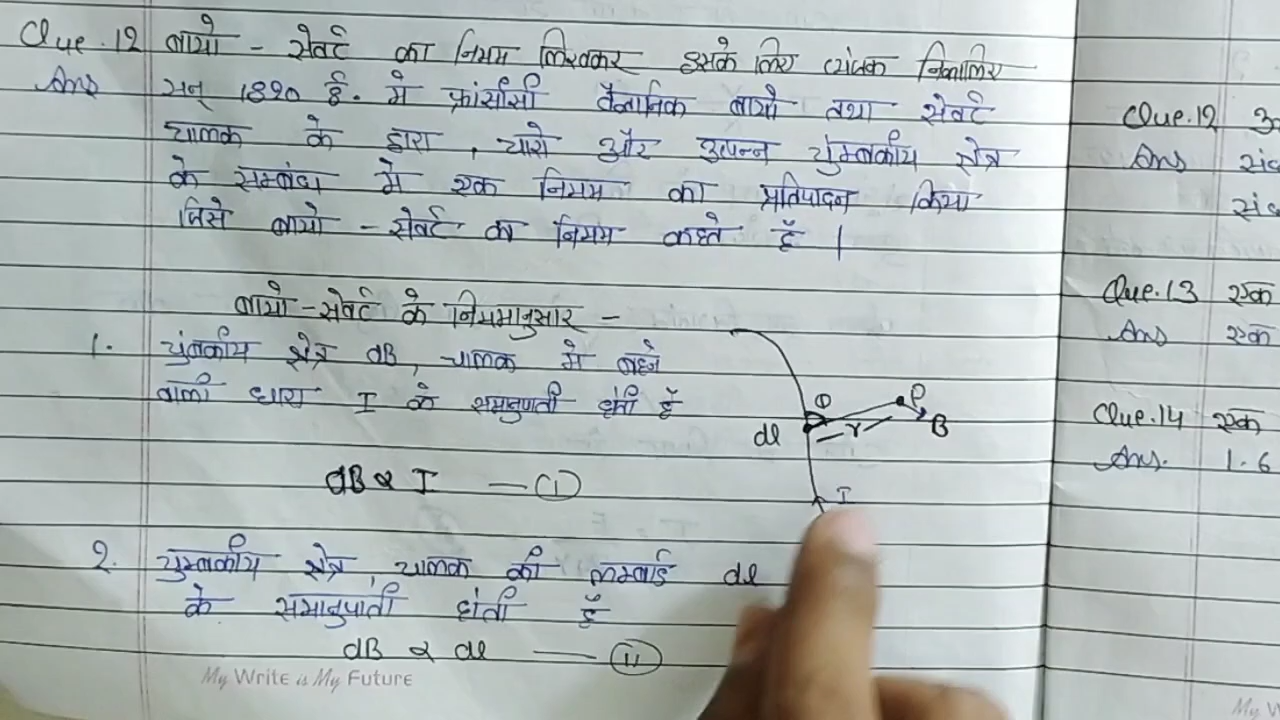 Que.12 बायो - सेवर्ट का नियम लिखकर इसके लिए व्यंजक निकालिए
Ans सन् 1820 ई. मे फ्रांसीसी वैज्ञानिक बायो तथा सेवर्ट
चालक के द्वारा, चारो और उत्पन्न चुम्बकीय क्षेत्र
के सम्बंध मे एक नियम का प्रतिपादन किया
जिसे बायो - सेवर्ट का नियम कहते हैं |
बायो - सेवर्ट के नियमानुसार -
1. चुंबकीय क्षेत्र dB, चालक मे बहने
वाली धारा I के समानुपाती होती हैं
dB α I — (1)
2. चुम्बकीय क्षेत्र, चालक की लम्बाई dl
के समानुपाती होती हैं
dB α dl — (11)
My Write is My Future
θ P
dl r B
I
Que.12
Ans
Que.13 एक
Ans एक
Que.14 एक
Ans. 1.6
My W